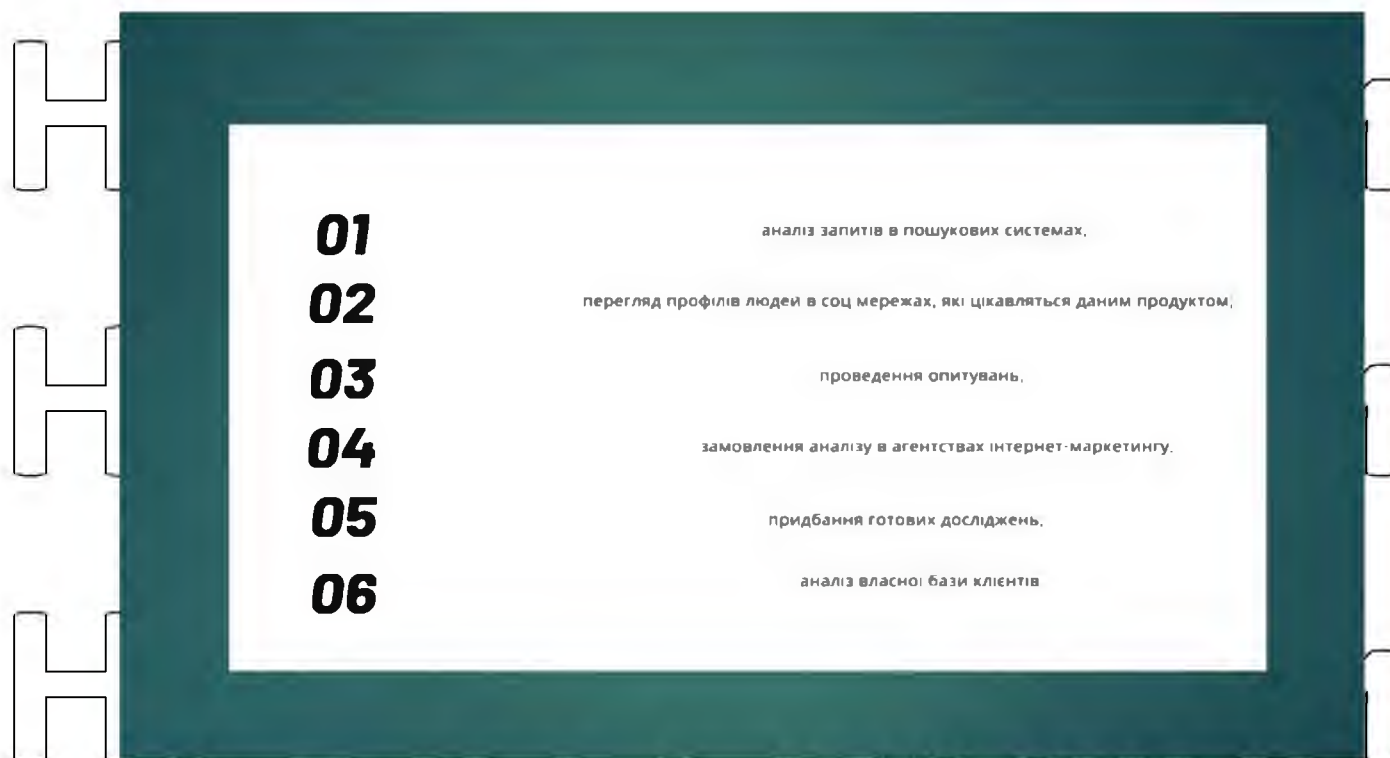 01 аналіз запитів в пошукових системах,
02 перегляд профілів людей в соц мережах, які цікавляться даним продуктом,
03 проведення опитувань,
04 замовлення аналізу в агентствах інтернет-маркетингу,
05 придбання готових досліджень,
06 аналіз власної бази клієнтів